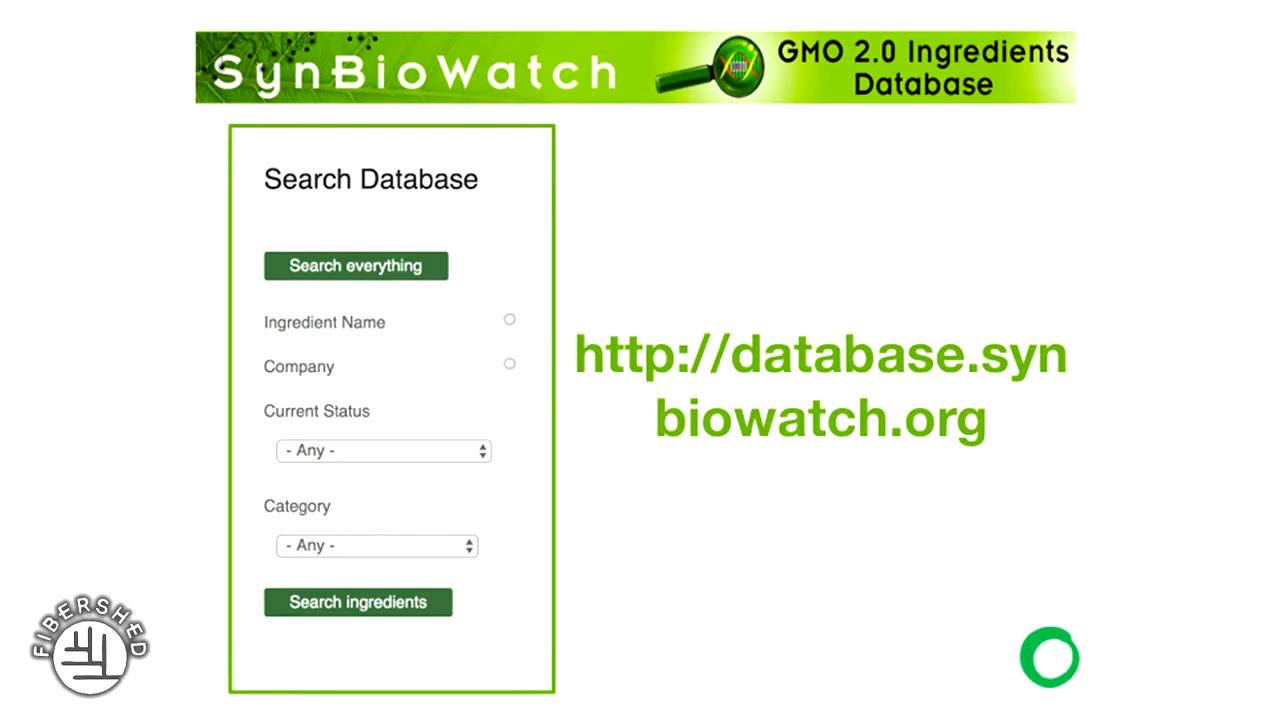 SynBioWatch
GMO 2.0 Ingredients
Database
Search Database
Search everything
Ingredient Name
Company
Current Status
- Any -
Category
- Any -
Search ingredients
http://database.syn
biowatch.org
FIBERSHED